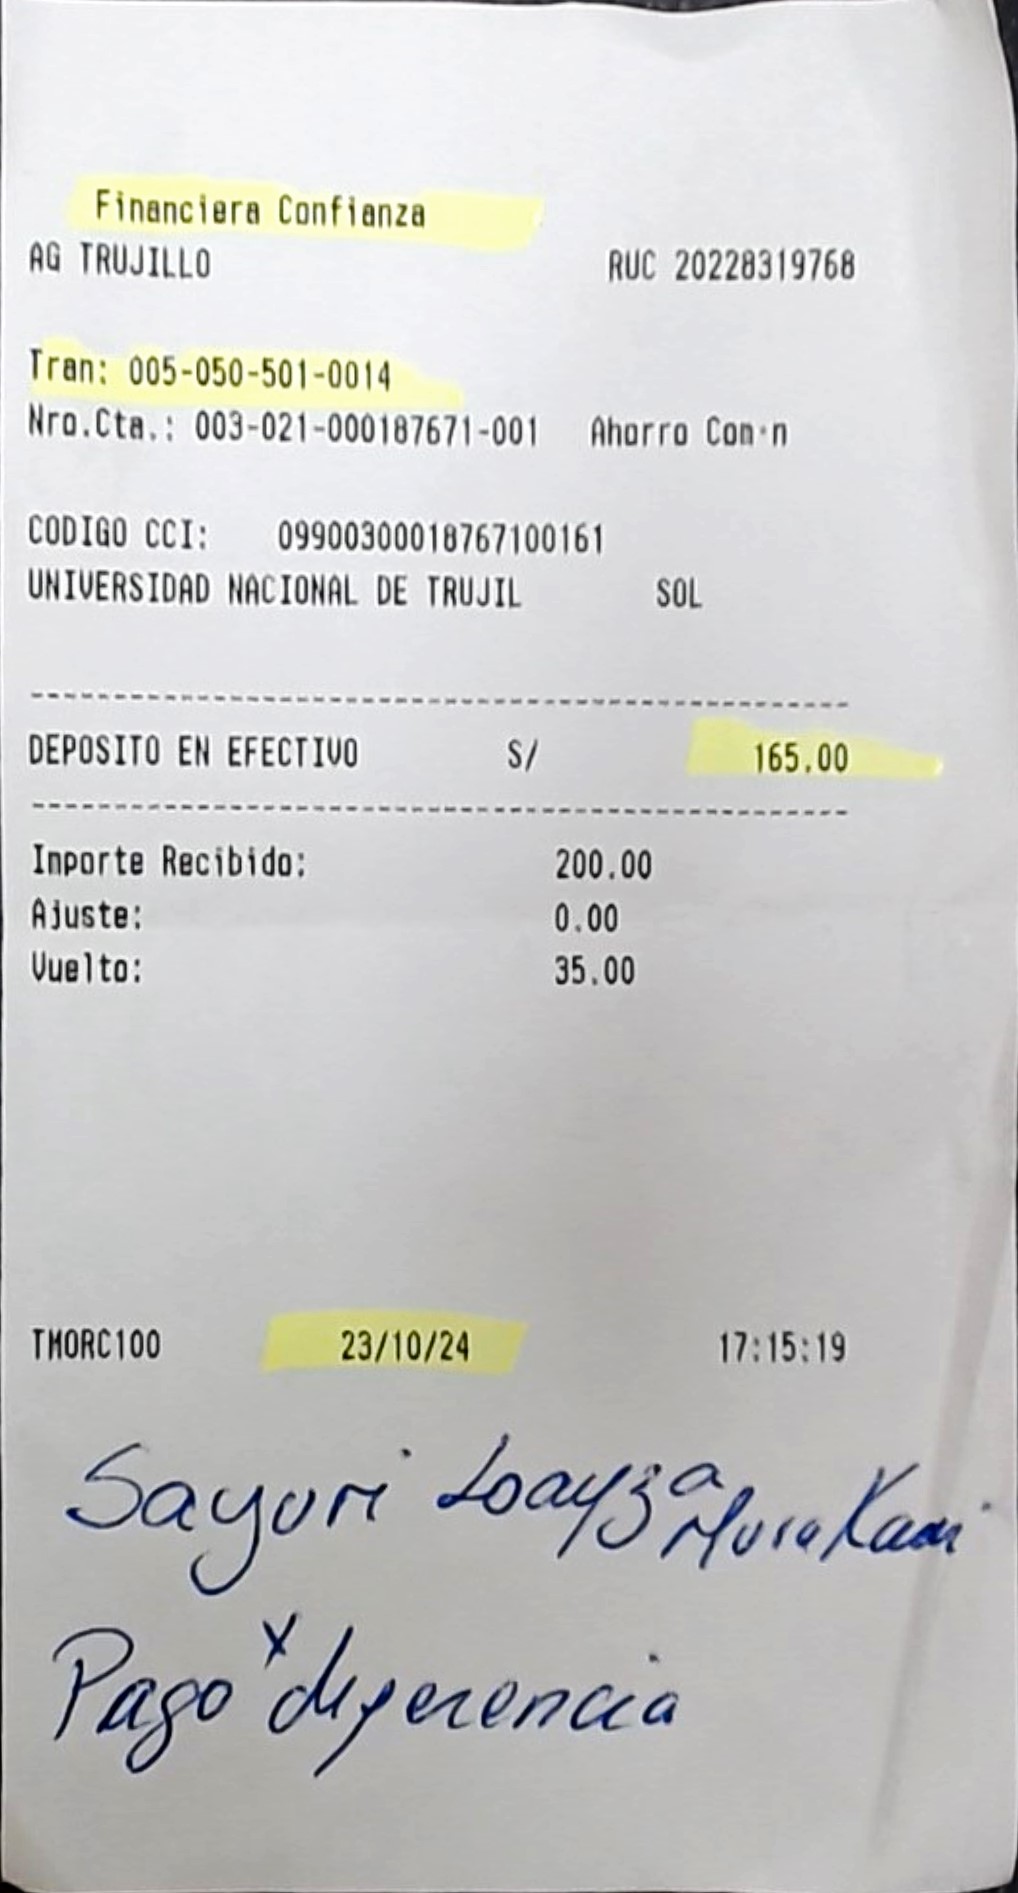 Financiera Confianza
AG TRUJILLO RUC 20228319768
Tran: 005-050-501-0014
Nro.Cta.: 003-021-000187671-001 Ahorro Com·n
CODIGO CCI: 09900300018767100161
UNIVERSIDAD NACIONAL DE TRUJIL SOL
----------------------------------------------------
DEPOSITO EN EFECTIVO S/ 165.00
----------------------------------------------------
Importe Recibido: 200.00
Ajuste: 0.00
Vuelto: 35.00
TMORC100 23/10/24 17:15:19
Sayuri Loayza Murakami
Pago x diferencia